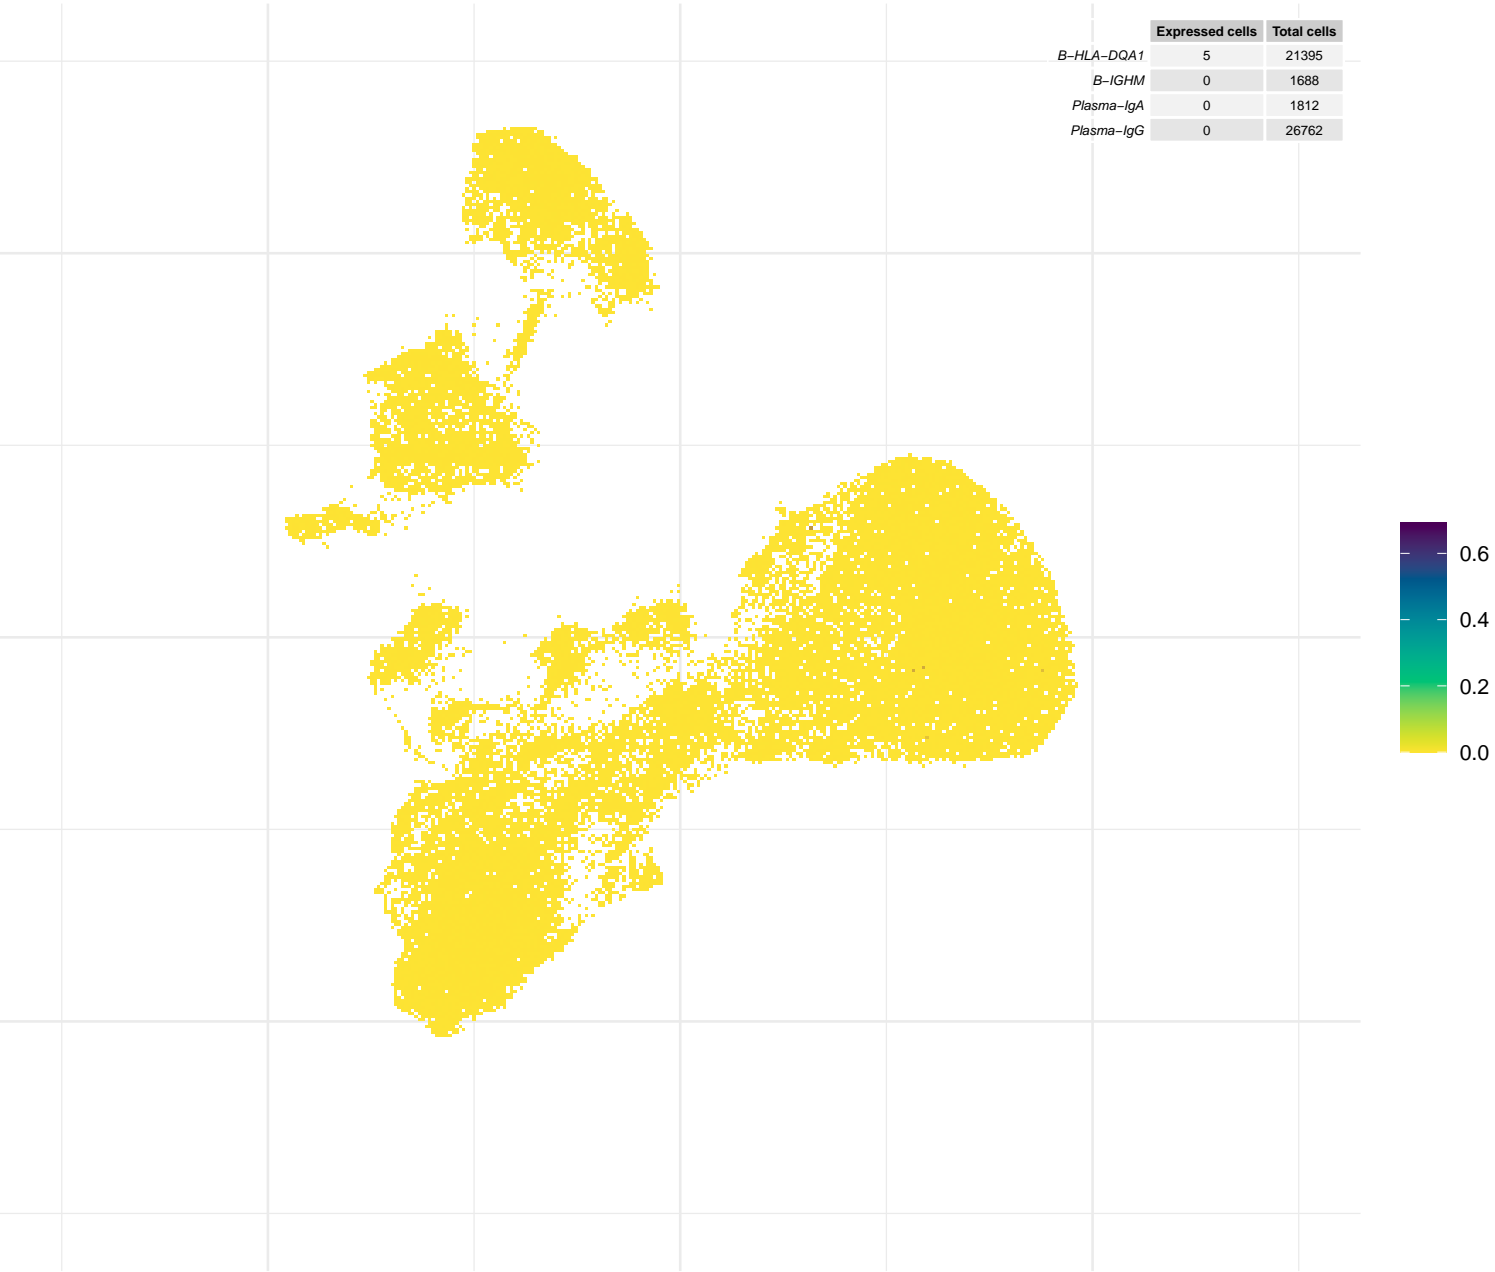 Expressed cells Total cells
B−HLA−DQA1 5 21395
B−IGHM 0 1688
Plasma−IgA 0 1812
Plasma−IgG 0 26762
0.6
0.4
0.2
0.0